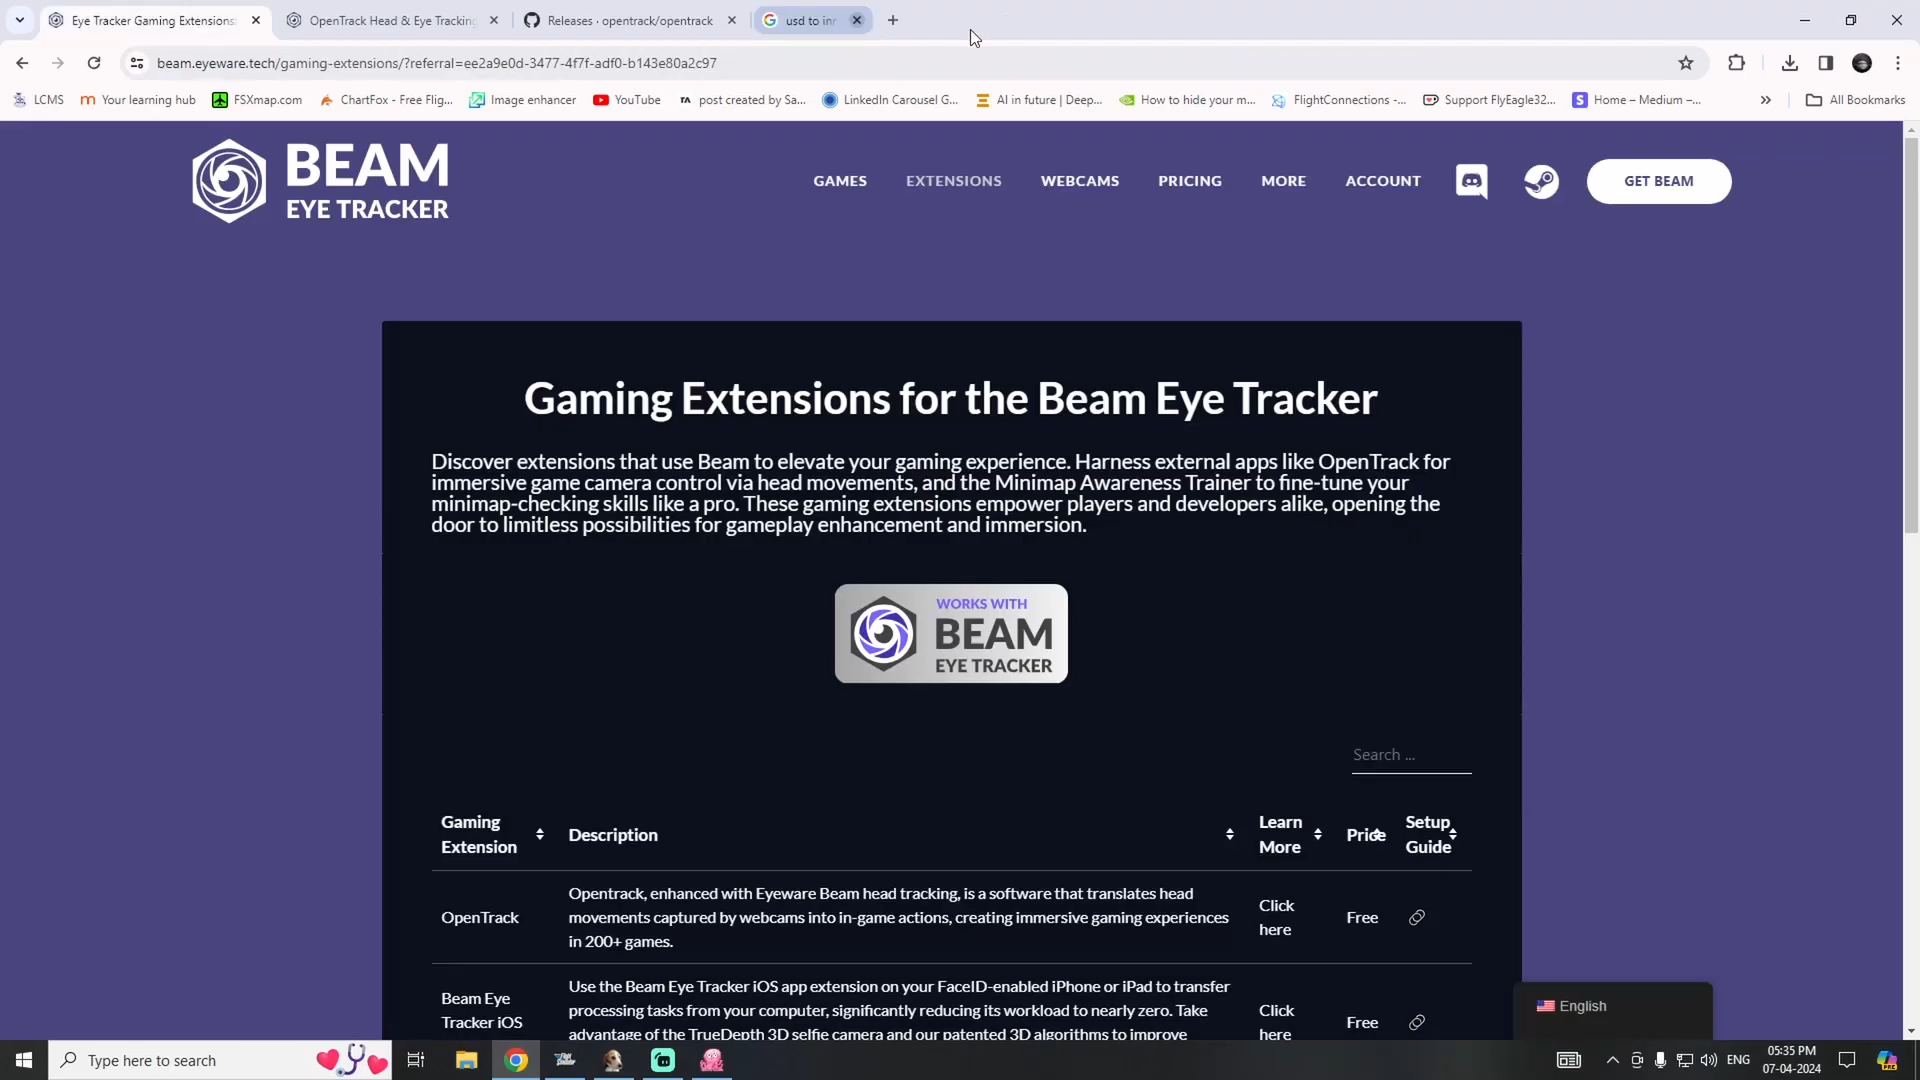 Eye Tracker Gaming Extensions
OpenTrack Head & Eye Tracking
Releases · opentrack/opentrack
usd to inr
beam.eyeware.tech/gaming-extensions/?referral=ee2a9e0d-3477-4f7f-adf0-b143e80a2c97
LCMS
Your learning hub
FSXmap.com
ChartFox - Free Flig...
Image enhancer
YouTube
post created by Sa...
LinkedIn Carousel G...
AI in future | Deep...
How to hide your m...
FlightConnections -...
Support FlyEagle32...
Home – Medium –...
All Bookmarks
BEAM
EYE TRACKER
GAMES
EXTENSIONS
WEBCAMS
PRICING
MORE
ACCOUNT
GET BEAM
Gaming Extensions for the Beam Eye Tracker
Discover extensions that use Beam to elevate your gaming experience. Harness external apps like OpenTrack for
immersive game camera control via head movements, and the Minimap Awareness Trainer to fine-tune your
minimap-checking skills like a pro. These gaming extensions empower players and developers alike, opening the
door to limitless possibilities for gameplay enhancement and immersion.
WORKS WITH
BEAM
EYE TRACKER
Search ...
Gaming
Extension
Description
Learn
More
Price
Setup
Guide
OpenTrack
Opentrack, enhanced with Eyeware Beam head tracking, is a software that translates head
movements captured by webcams into in-game actions, creating immersive gaming experiences
in 200+ games.
Click
here
Free
Beam Eye
Tracker iOS
Use the Beam Eye Tracker iOS app extension on your FaceID-enabled iPhone or iPad to transfer
processing tasks from your computer, significantly reducing its workload to nearly zero. Take
advantage of the TrueDepth 3D selfie camera and our patented 3D algorithms to improve
Click
here
Free
English
Type here to search
ENG
05:35 PM
07-04-2024